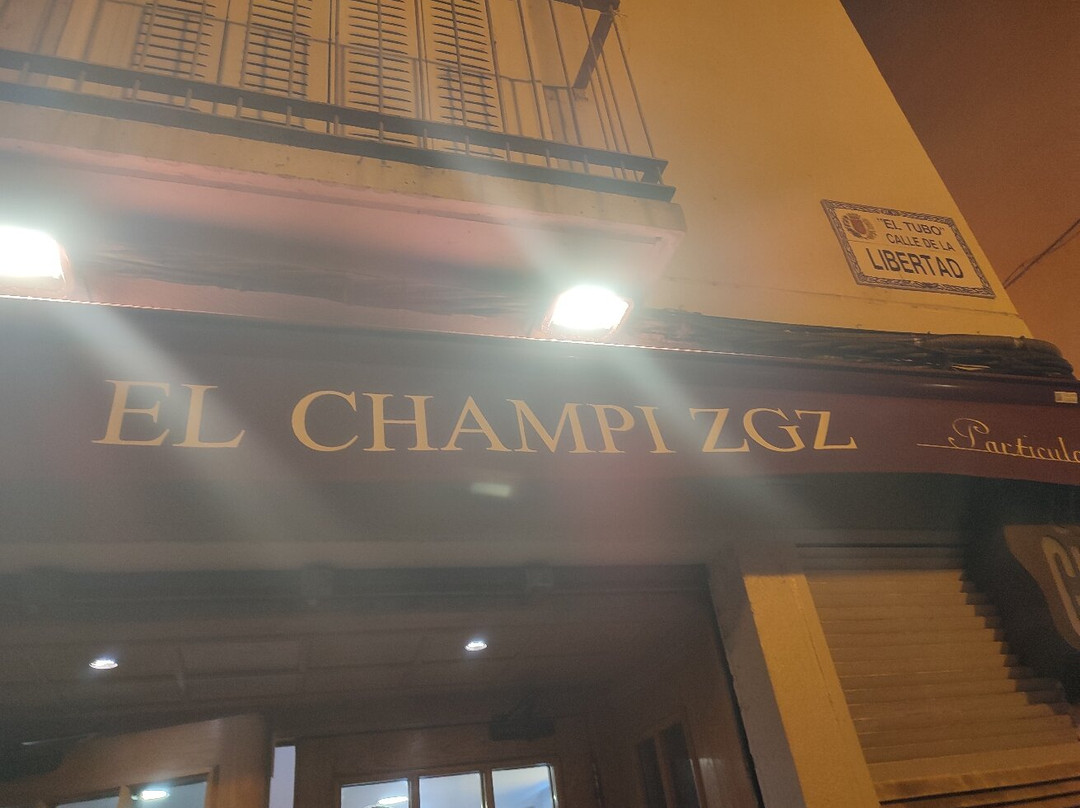 "EL TUBO"
CALLE DE LA
LIBERTAD
EL CHAMPI ZGZ